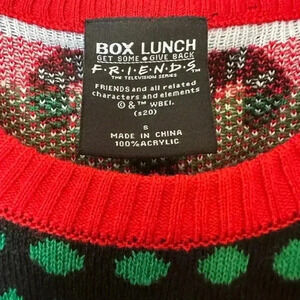 BOX LUNCH
GET SOME GIVE BACK
F·R·I·E·N·D·S
THE TELEVISION SERIES
FRIENDS and all related
characters and elements
© & ™ WBEI.
(s20)
S
MADE IN CHINA
100% ACRYLIC